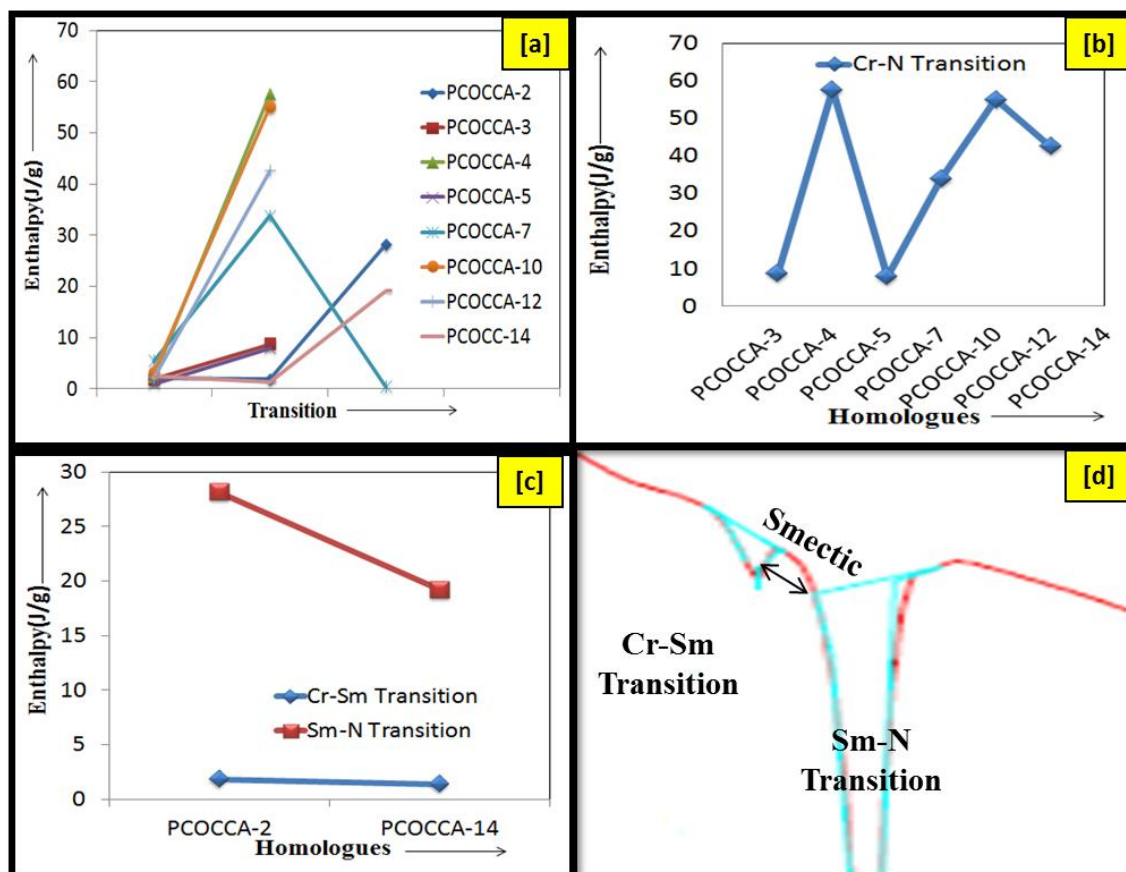 [a]
70
60
50
40
30
20
10
0
Enthalpy(J/g)
Transition
PCOCCA-2
PCOCCA-3
PCOCCA-4
PCOCCA-5
PCOCCA-7
PCOCCA-10
PCOCCA-12
PCOCC-14
[b]
70
60
50
40
30
20
10
0
Enthalpy(J/g)
Cr-N Transition
PCOCCA-3
PCOCCA-4
PCOCCA-5
PCOCCA-7
PCOCCA-10
PCOCCA-12
PCOCCA-14
Homologues
[c]
30
25
20
15
10
5
0
Enthalpy(J/g)
Cr-Sm Transition
Sm-N Transition
PCOCCA-2
PCOCCA-14
Homologues
[d]
Smectic
Cr-Sm
Transition
Sm-N
Transition